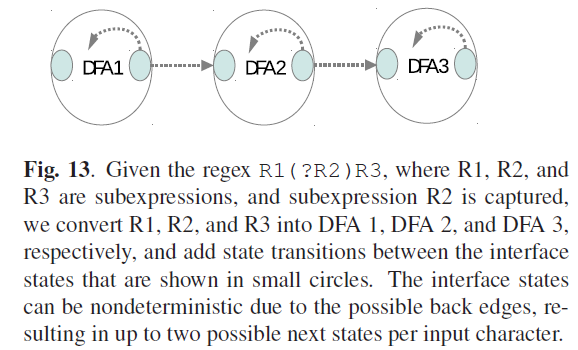 DFA1 DFA2 DFA3
Fig. 13. Given the regex R1(?R2)R3, where R1, R2, and
R3 are subexpressions, and subexpression R2 is captured,
we convert R1, R2, and R3 into DFA 1, DFA 2, and DFA 3,
respectively, and add state transitions between the interface
states that are shown in small circles. The interface states
can be nondeterministic due to the possible back edges, re-
sulting in up to two possible next states per input character.